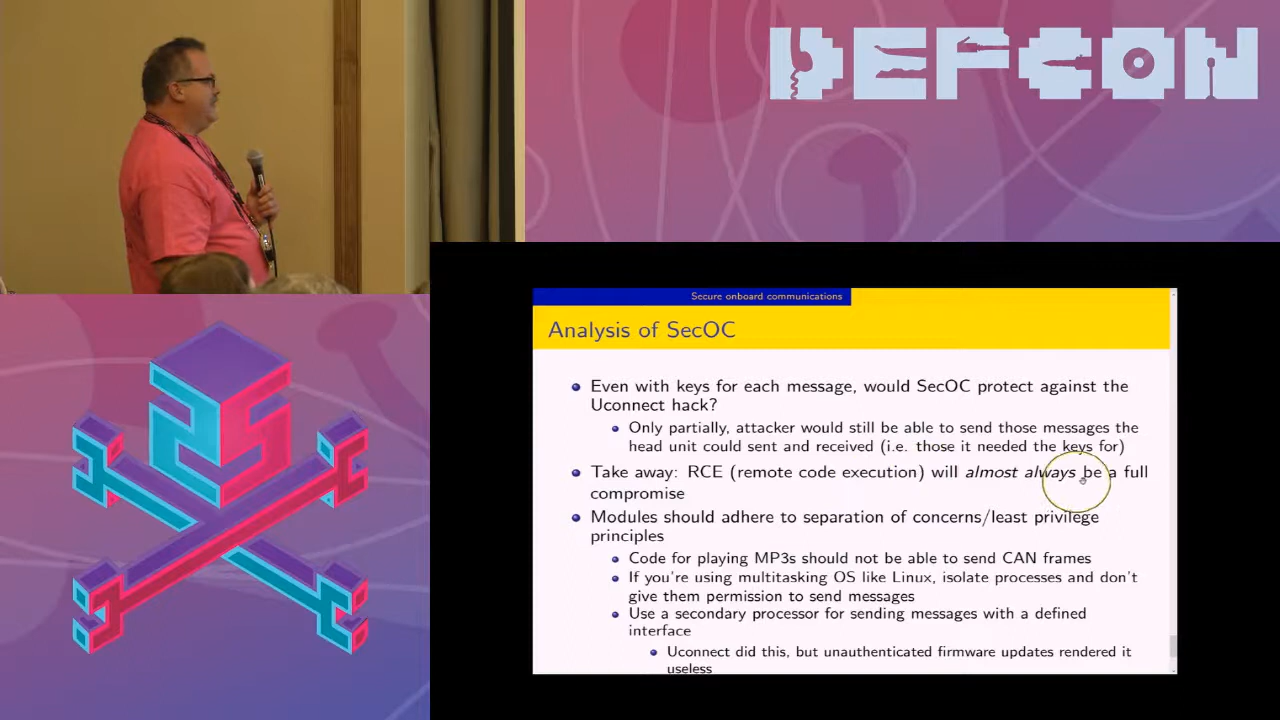 DEFCON
Secure onboard communications
Analysis of SecOC
Even with keys for each message, would SecOC protect against the
Uconnect hack?
Only partially, attacker would still be able to send those messages the
head unit could sent and received (i.e. those it needed the keys for)
Take away: RCE (remote code execution) will almost always be a full
compromise
Modules should adhere to separation of concerns/least privilege
principles
Code for playing MP3s should not be able to send CAN frames
If you're using multitasking OS like Linux, isolate processes and don't
give them permission to send messages
Use a secondary processor for sending messages with a defined
interface
Uconnect did this, but unauthenticated firmware updates rendered it
useless